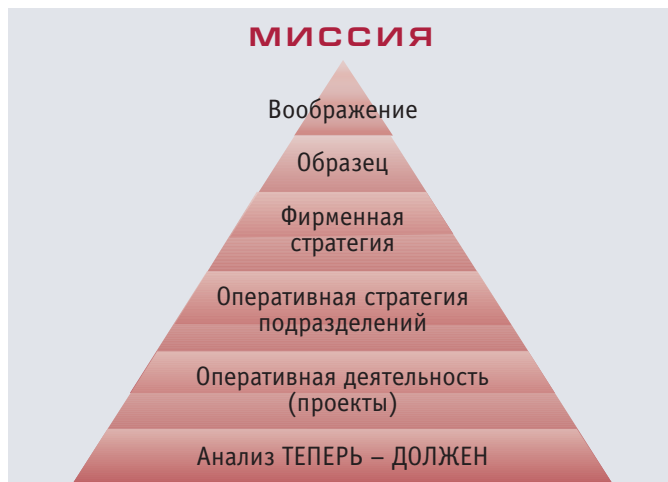 МИССИЯ
Воображение
Образец
Фирменная
стратегия
Оперативная стратегия
подразделений
Оперативная деятельность
(проекты)
Анализ ТЕПЕРЬ – ДОЛЖЕН